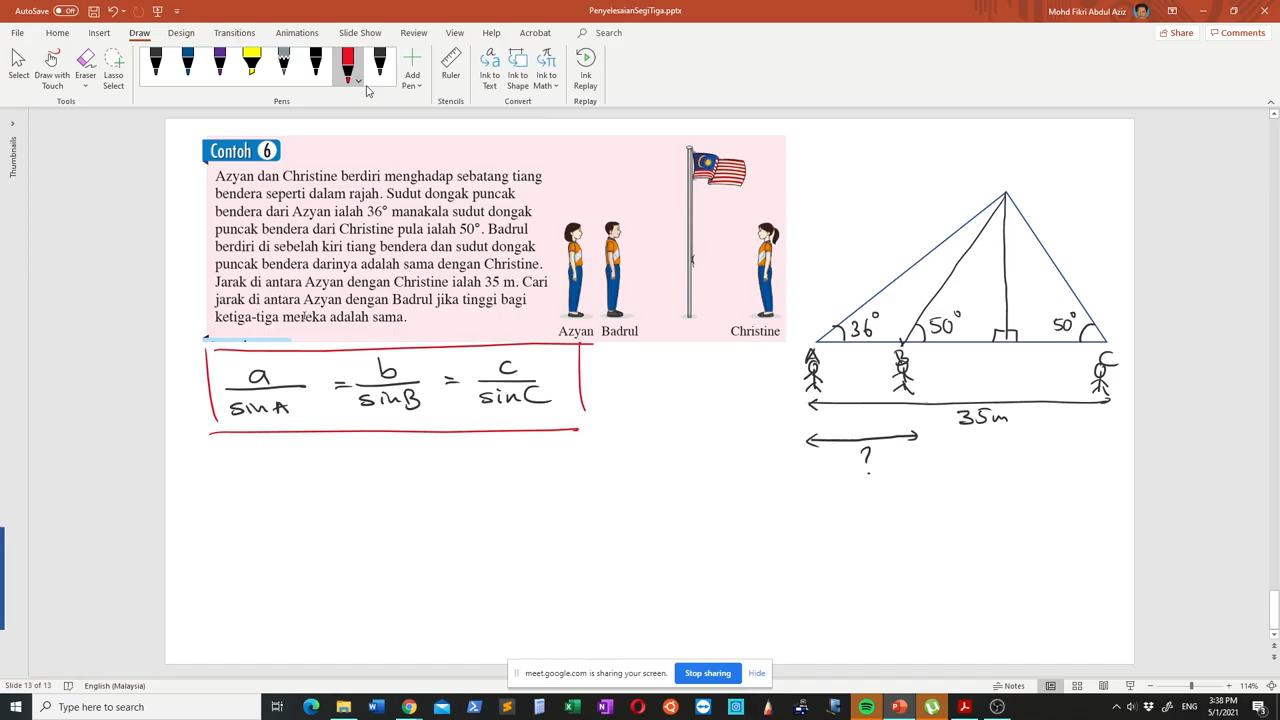 AutoSave Off
PenyelesaianSegiTiga.pptx
Mohd Fikri Abdul Aziz
File Home Insert Draw Design Transitions Animations Slide Show Review View Help Acrobat Search
Share Comments
Select
Draw with Touch
Eraser
Lasso Select
Add Pen
Ruler
Ink to Text
Ink to Shape
Ink to Math
Ink Replay
Tools Pens Stencils Convert Replay
Thumbnails
Contoh 6
Azyan dan Christine berdiri menghadap sebatang tiang
bendera seperti dalam rajah. Sudut dongak puncak
bendera dari Azyan ialah 36° manakala sudut dongak
puncak bendera dari Christine pula ialah 50°. Badrul
berdiri di sebelah kiri tiang bendera dan sudut dongak
puncak bendera darinya adalah sama dengan Christine.
Jarak di antara Azyan dengan Christine ialah 35 m. Cari
jarak di antara Azyan dengan Badrul jika tinggi bagi
ketiga-tiga mereka adalah sama.
Azyan Badrul Christine
a/sin A = b/sin B = c/sin C
36° 50° 50°
A B C
35m
?
meet.google.com is sharing your screen. Stop sharing Hide
Slide 13 of 13 English (Malaysia) Notes 114%
Type here to search
3:38 PM
5/1/2021